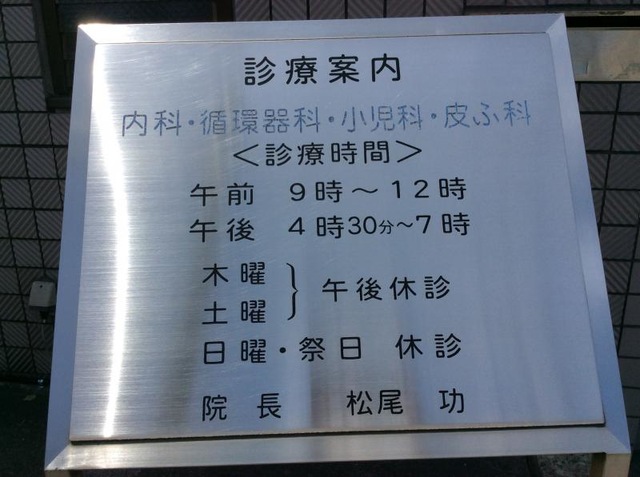 診療案内
内科・循環器科・小児科・皮ふ科
＜診療時間＞
午前 9時～12時
午後 4時30分～7時
木曜
土曜 } 午後休診
日曜・祭日 休診
院長 松尾 功